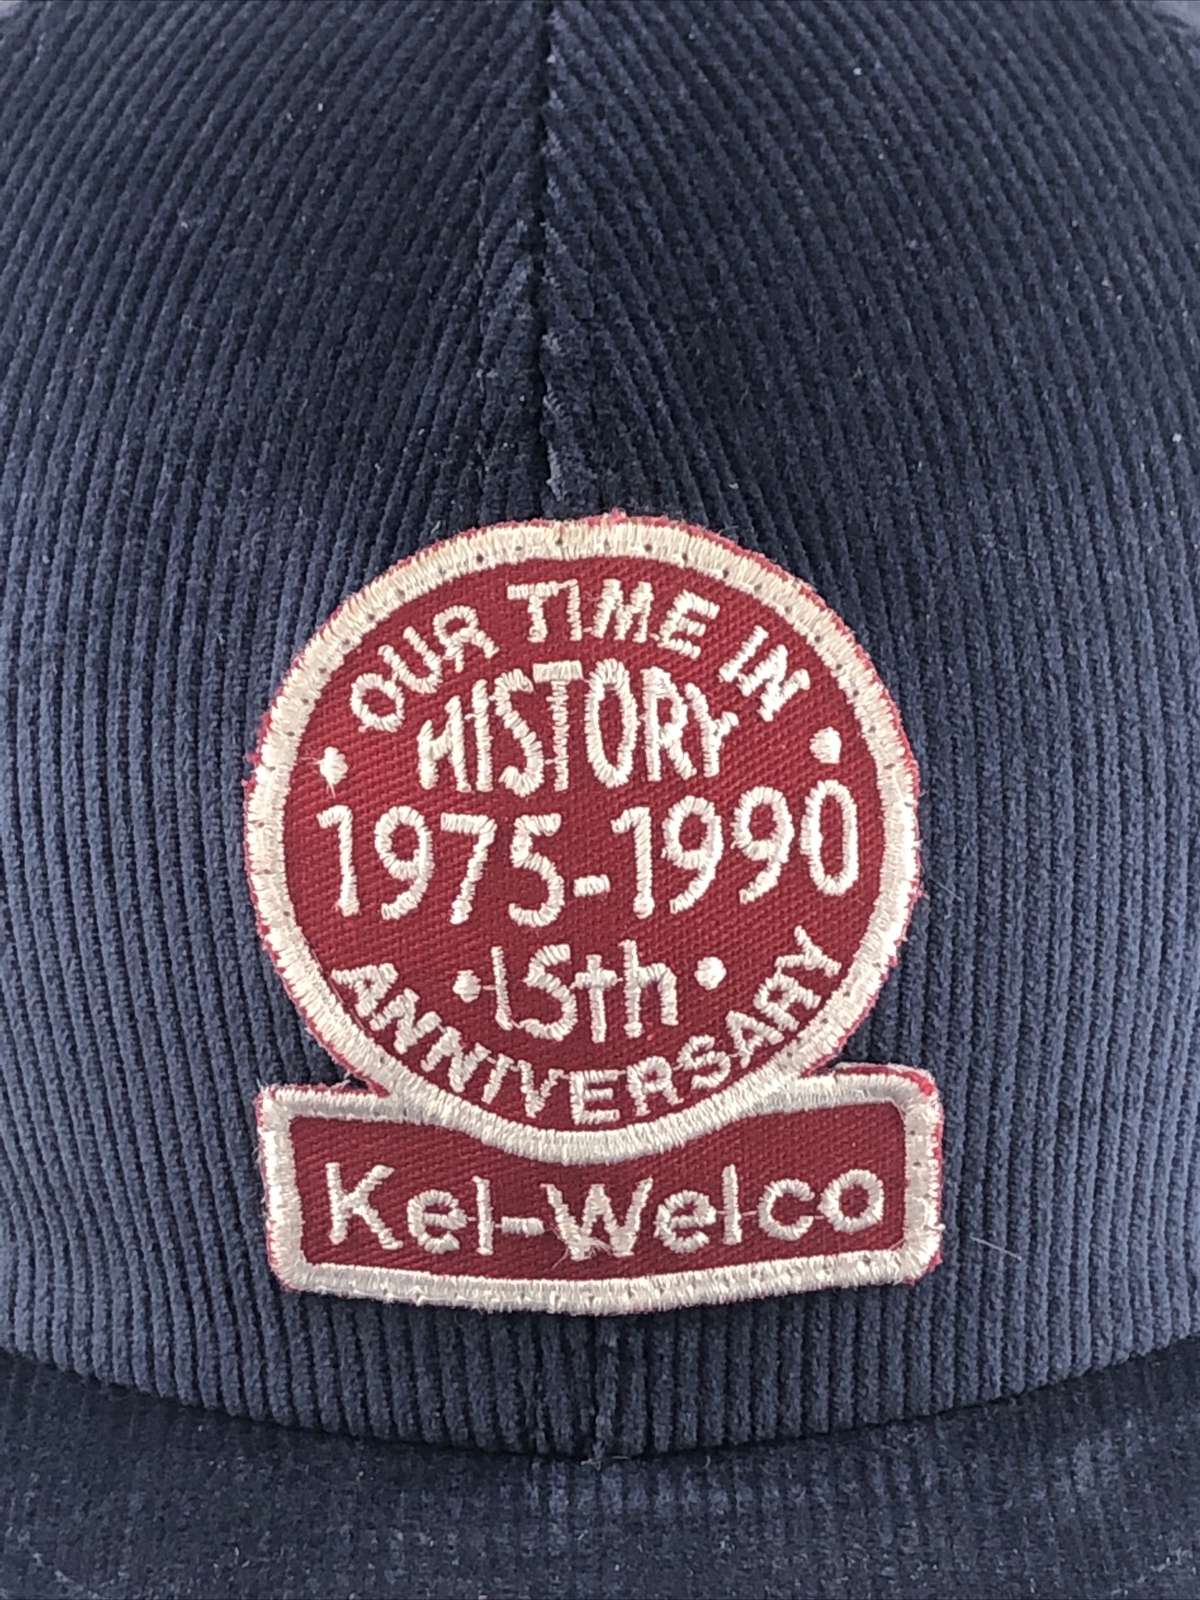 OUR TIME IN
HISTORY
1975-1990
•15th•
ANNIVERSARY
Kel-Welco